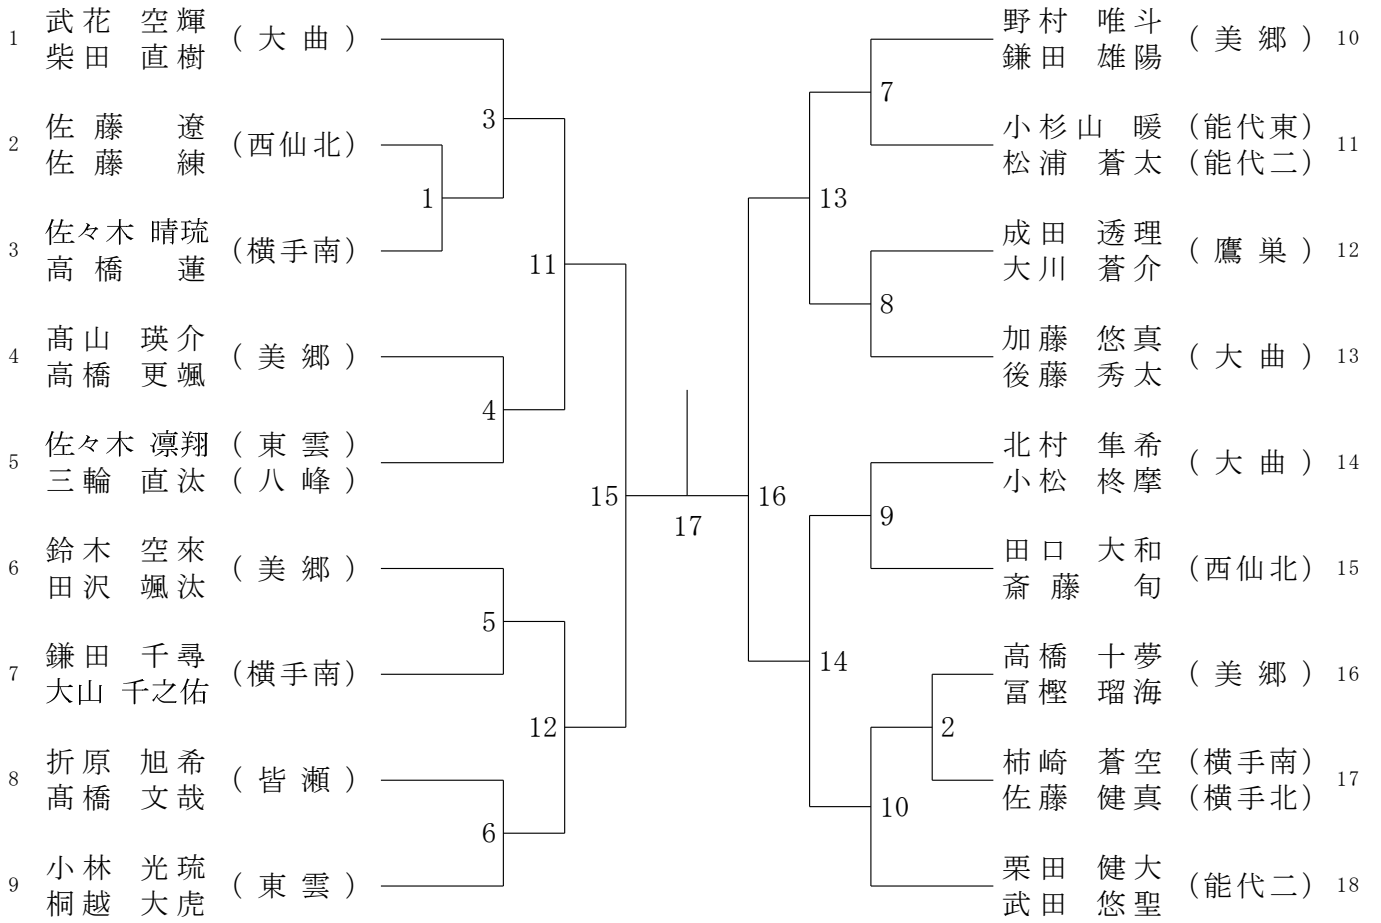 1 武花 空輝 (大曲)
柴田 直樹
2 佐藤 遼 (西仙北)
佐藤 練
3 佐々木 晴琉 (横手南)
高橋 蓮
4 髙山 瑛介 (美郷)
高橋 更颯
5 佐々木 凛翔 (東雲)
三輪 直汰 (八峰)
6 鈴木 空來 (美郷)
田沢 颯汰
7 鎌田 千尋 (横手南)
大山 千之佑
8 折原 旭希 (皆瀬)
髙橋 文哉
9 小林 光琉 (東雲)
桐越 大虎
3
1
11
4
15
5
12
6
17
7
13
8
16
9
14
2
10
野村 唯斗 (美郷) 10
鎌田 雄陽
小杉山 暖 (能代東) 11
松浦 蒼太 (能代二)
成田 透理 (鷹巣) 12
大川 蒼介
加藤 悠真 (大曲) 13
後藤 秀太
北村 隼希 (大曲) 14
小松 柊摩
田口 大和 (西仙北) 15
斎藤 旬
高橋 十夢 (美郷) 16
冨樫 瑠海
柿崎 蒼空 (横手南) 17
佐藤 健真 (横手北)
栗田 健大 (能代二) 18
武田 悠聖